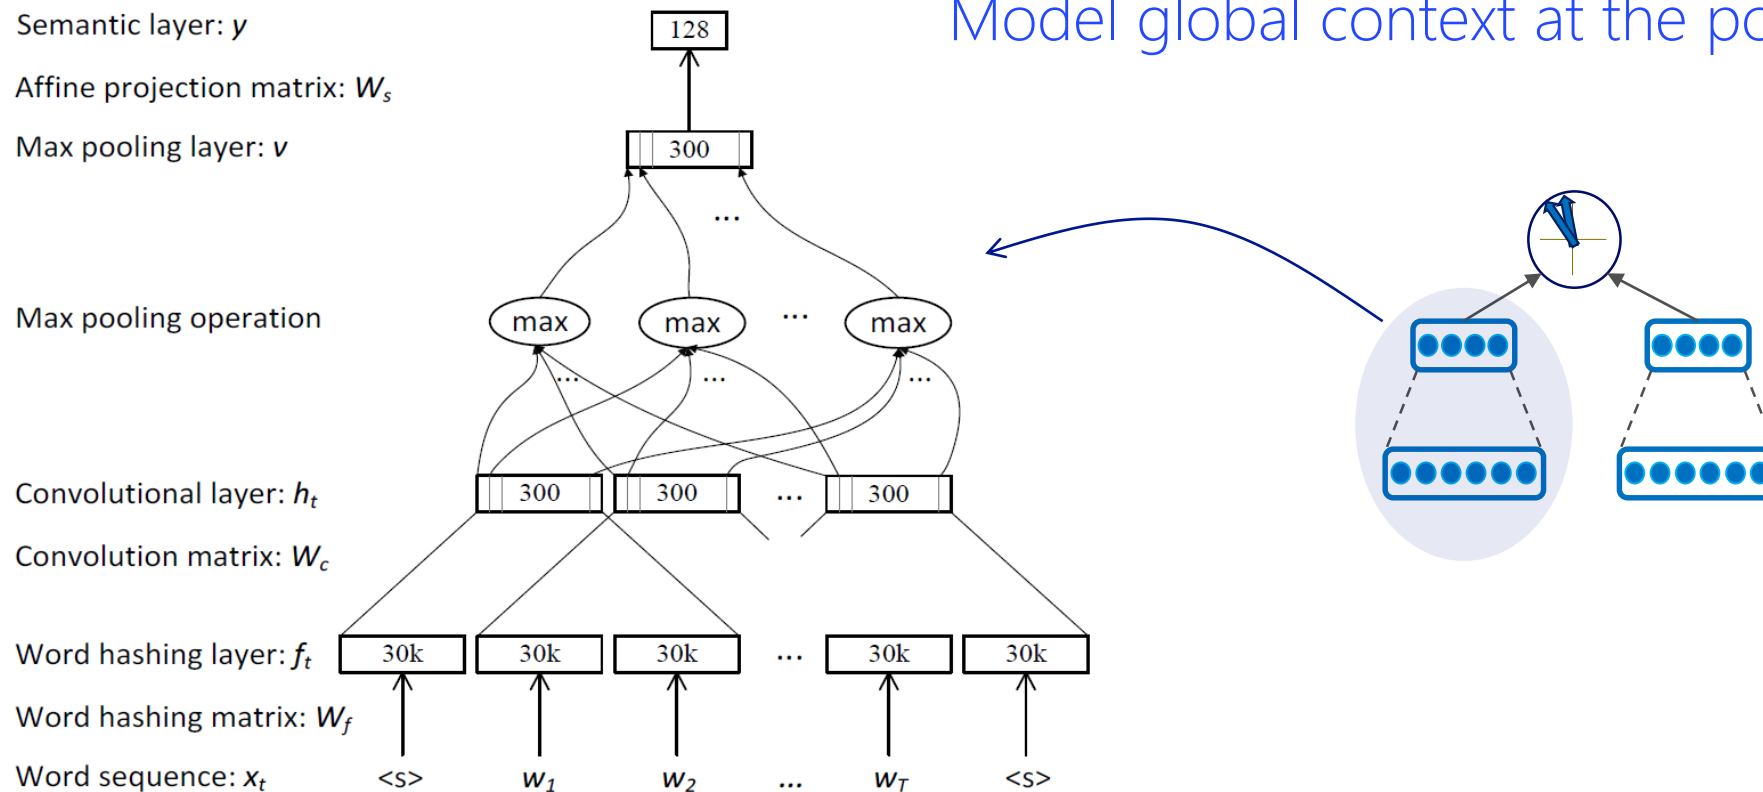 Model global context at the po
Semantic layer: y
128
Affine projection matrix: Ws
Max pooling layer: v
300
...
Max pooling operation
max max ... max
... ... ...
Convolutional layer: ht
300 300 ... 300
Convolution matrix: Wc
Word hashing layer: ft
30k 30k 30k ... 30k 30k
Word hashing matrix: Wf
Word sequence: xt
<s> w1 w2 ... wT <s>